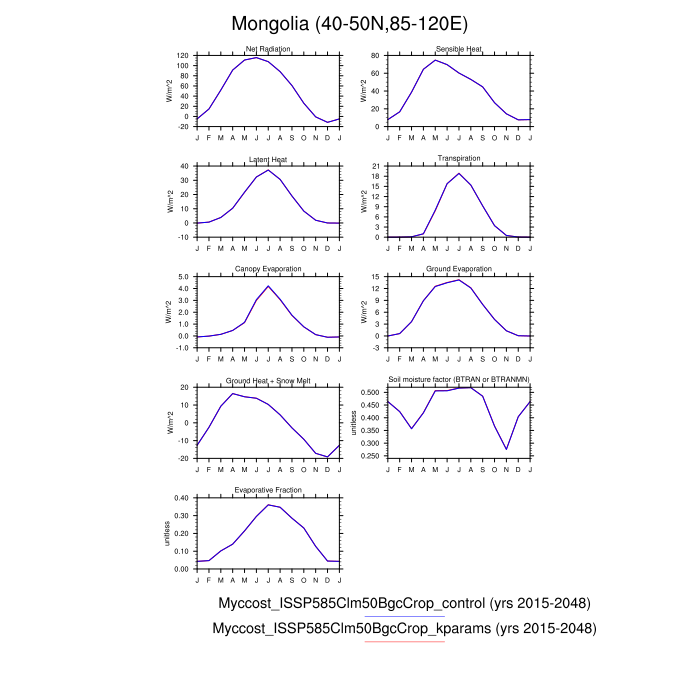 Mongolia (40-50N,85-120E)
Net Radiation
W/m^2
120
100
80
60
40
20
0
-20
J F M A M J J A S O N D J
Sensible Heat
W/m^2
80
60
40
20
0
J F M A M J J A S O N D J
Latent Heat
W/m^2
40
30
20
10
0
-10
J F M A M J J A S O N D J
Transpiration
W/m^2
21
18
15
12
9
6
3
0
J F M A M J J A S O N D J
Canopy Evaporation
W/m^2
5.0
4.0
3.0
2.0
1.0
0.0
-1.0
J F M A M J J A S O N D J
Ground Evaporation
W/m^2
15
12
9
6
3
0
-3
J F M A M J J A S O N D J
Ground Heat + Snow Melt
W/m^2
20
10
0
-10
-20
J F M A M J J A S O N D J
Soil moisture factor (BTRAN or BTRANMN)
unitless
0.500
0.450
0.400
0.350
0.300
0.250
J F M A M J J A S O N D J
Evaporative Fraction
unitless
0.40
0.30
0.20
0.10
0.00
J F M A M J J A S O N D J
Myccost_ISSP585Clm50BgcCrop_control (yrs 2015-2048)
Myccost_ISSP585Clm50BgcCrop_kparams (yrs 2015-2048)